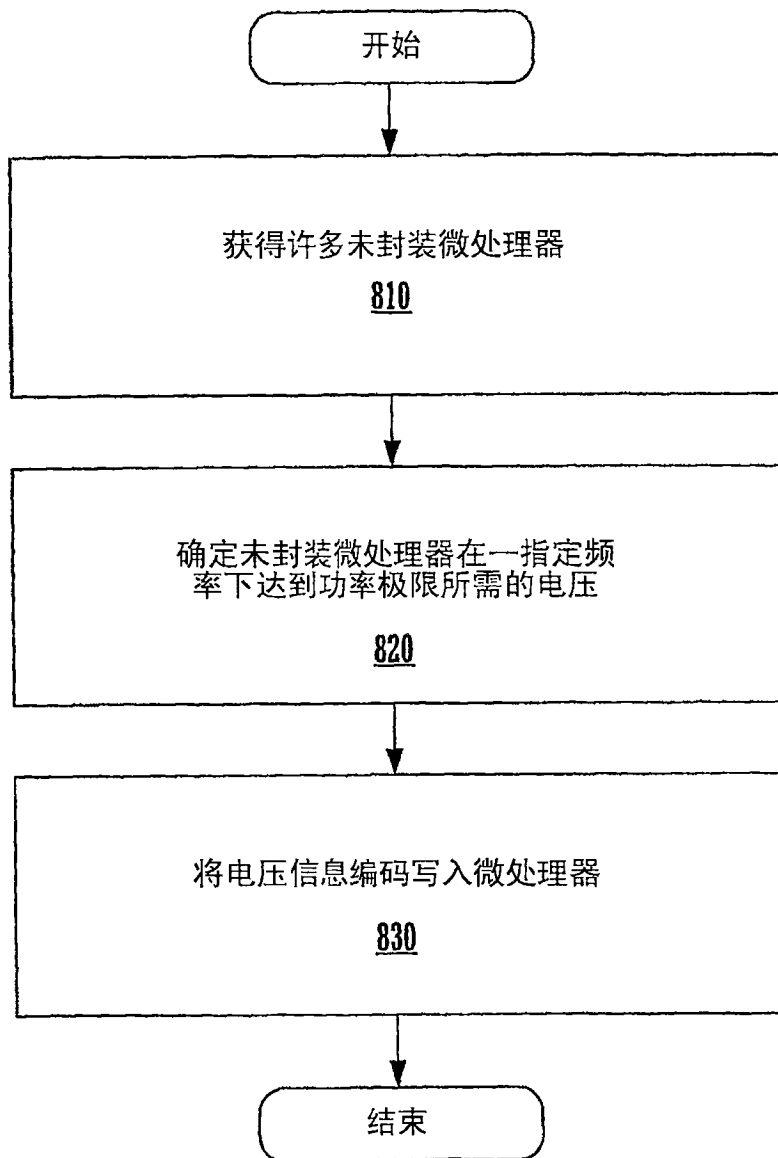 开始
获得许多未封装微处理器
810
确定未封装微处理器在一指定频
率下达到功率极限所需的电压
820
将电压信息编码写入微处理器
830
结束